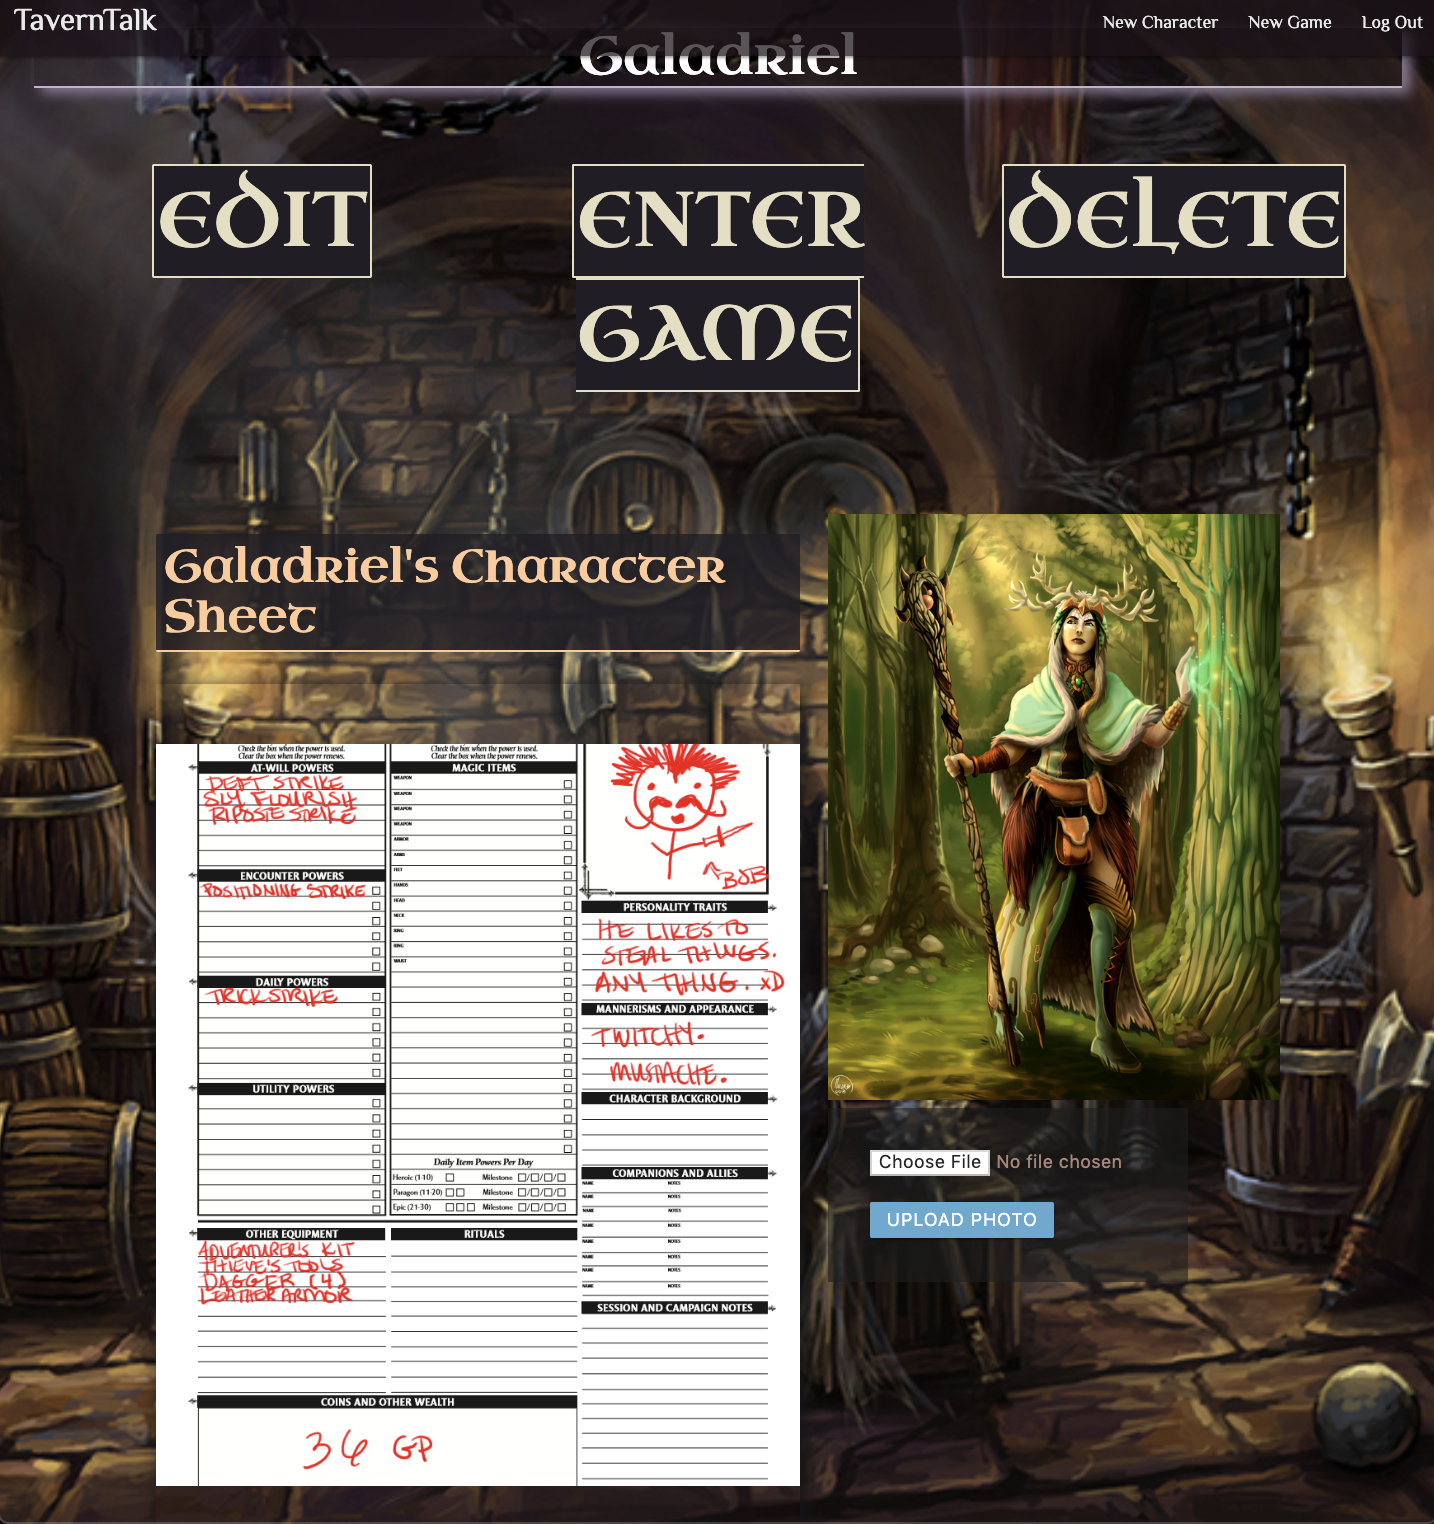 TavernTalk
New Character
New Game
Log Out
Galadriel
EDIT
ENTER
GAME
DELETE
Galadriel's Character
Sheet
Check the box when the power is used.
Clear the box when the power renews.
AT-WILL POWERS
DEFT STRIKE
SLY FLOURISH
RIPOSTE STRIKE
ENCOUNTER POWERS
POSITIONING STRIKE
DAILY POWERS
TRICK STRIKE
UTILITY POWERS
Check the box when the power is used.
Clear the box when the power renews.
MAGIC ITEMS
WEAPON
WEAPON
WEAPON
WEAPON
ARMOR
ARMS
FEET
HANDS
HEAD
NECK
RING
RING
WAIST
Daily Item Powers Per Day
Heroic (1-10) Milestone / / /
Paragon (11-20) Milestone / / /
Epic (21-30) Milestone / / /
BOB
PERSONALITY TRAITS
HE LIKES TO
STEAL THINGS.
ANY THING. XD
MANNERISMS AND APPEARANCE
TWITCHY.
MUSTACHE.
CHARACTER BACKGROUND
COMPANIONS AND ALLIES
NAME NOTES
NAME NOTES
NAME NOTES
NAME NOTES
NAME NOTES
NAME NOTES
NAME NOTES
NAME NOTES
SESSION AND CAMPAIGN NOTES
OTHER EQUIPMENT
ADVENTURER'S KIT
THIEVE'S TOOLS
DAGGER (4)
LEATHER ARMOR
RITUALS
COINS AND OTHER WEALTH
36 GP
Choose File No file chosen
UPLOAD PHOTO